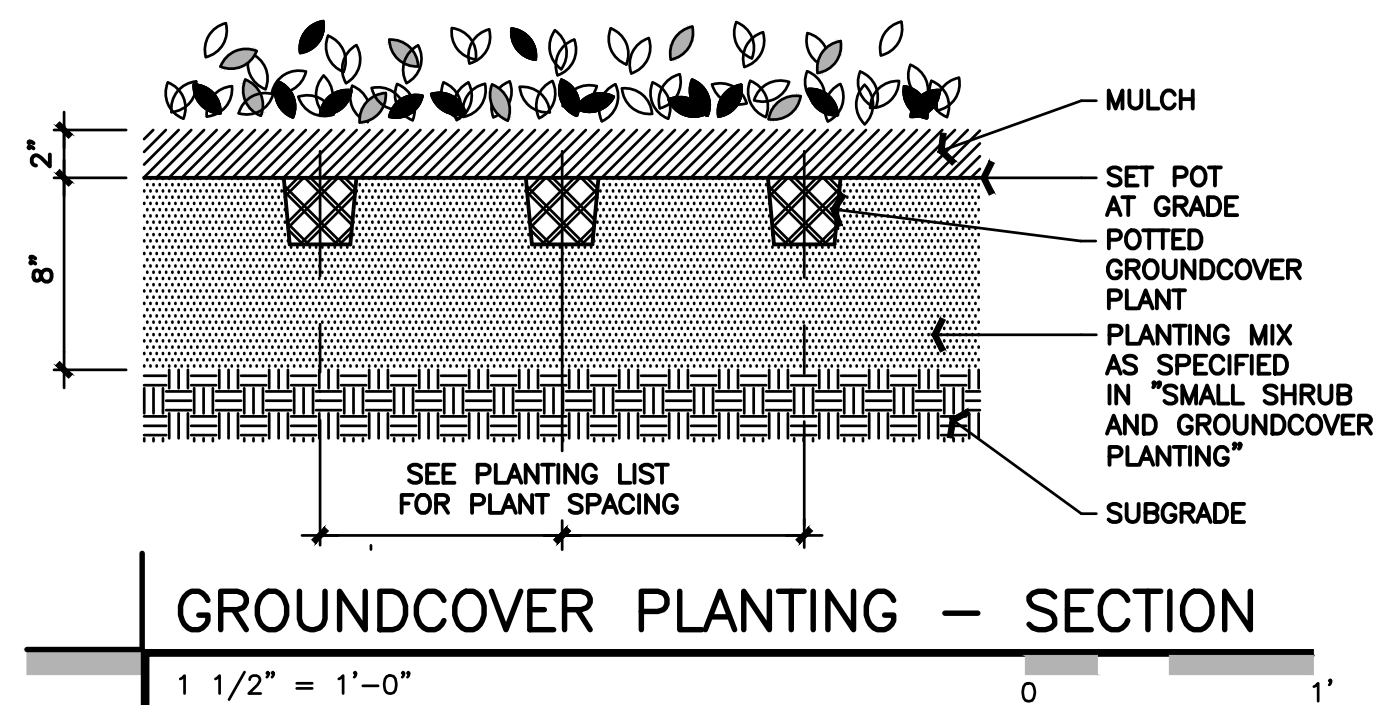 2"
8"
MULCH
SET POT
AT GRADE
POTTED
GROUNDCOVER
PLANT
PLANTING MIX
AS SPECIFIED
IN "SMALL SHRUB
AND GROUNDCOVER
PLANTING"
SUBGRADE
SEE PLANTING LIST
FOR PLANT SPACING
GROUNDCOVER PLANTING – SECTION
1 1/2" = 1'-0"
0 1'